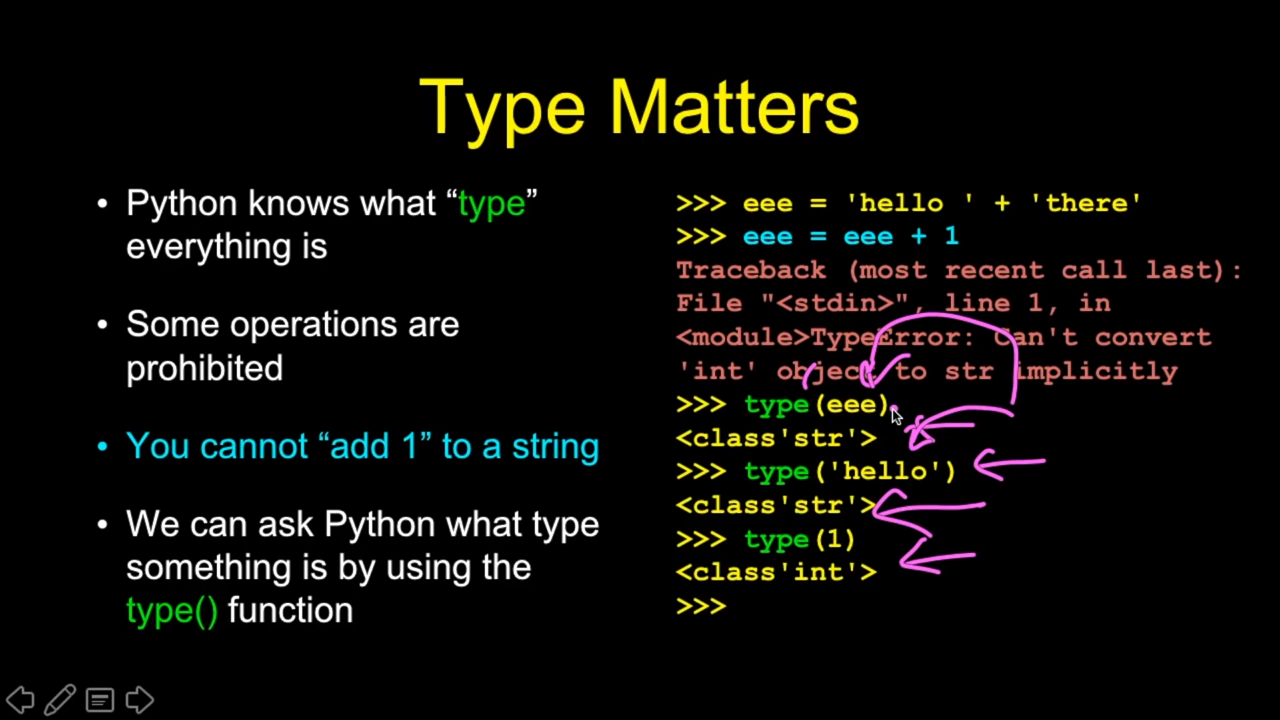 Type Matters
• Python knows what “type”
everything is
• Some operations are
prohibited
• You cannot “add 1” to a string
• We can ask Python what type
something is by using the
type() function
>>> eee = 'hello ' + 'there'
>>> eee = eee + 1
Traceback (most recent call last):
File "<stdin>", line 1, in
<module>TypeError: Can't convert
'int' object to str implicitly
>>> type(eee)
<class'str'>
>>> type('hello')
<class'str'>
>>> type(1)
<class'int'>
>>>